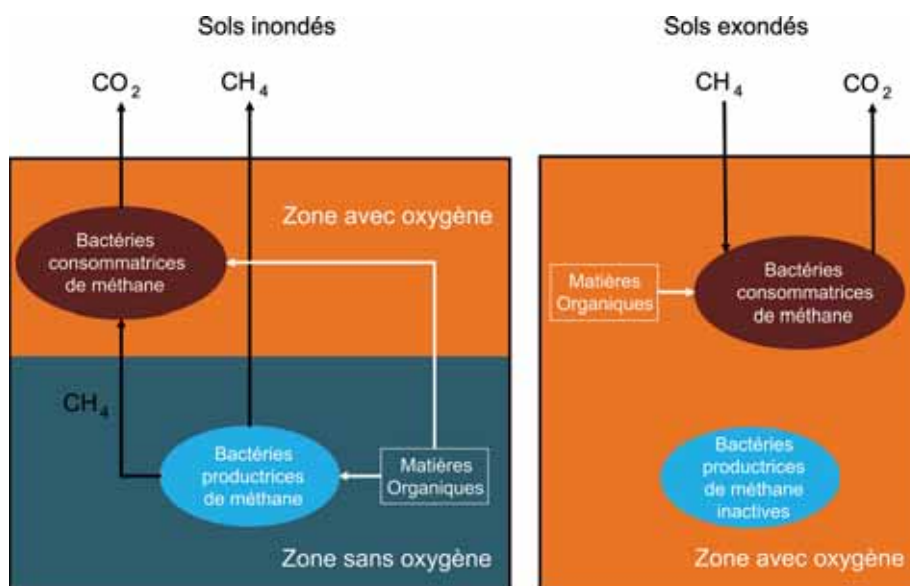 Sols inondés
CO2
CH4
Zone avec oxygène
Bactéries
consommatrices
de méthane
CH4
Bactéries
productrices
de méthane
Matières
Organiques
Zone sans oxygène
Sols exondés
CH4
CO2
Matières
Organiques
Bactéries
consommatrices
de méthane
Bactéries
productrices
de méthane
inactives
Zone avec oxygène